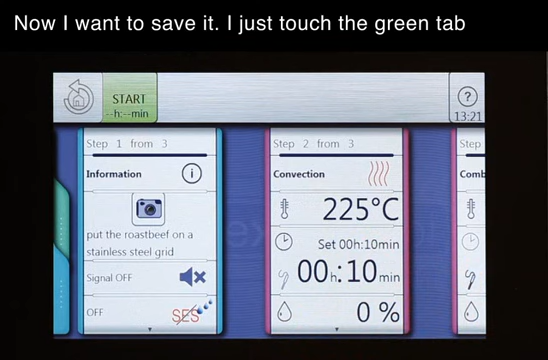 Now I want to save it. I just touch the green tab
START
--h:--min
?
13:21
Step 1 from 3
Information
i
put the roastbeef on a
stainless steel grid
Signal OFF
OFF
SES
Step 2 from 3
Convection
225°C
Set 00h:10min
00h:10min
0 %
Step
Comb